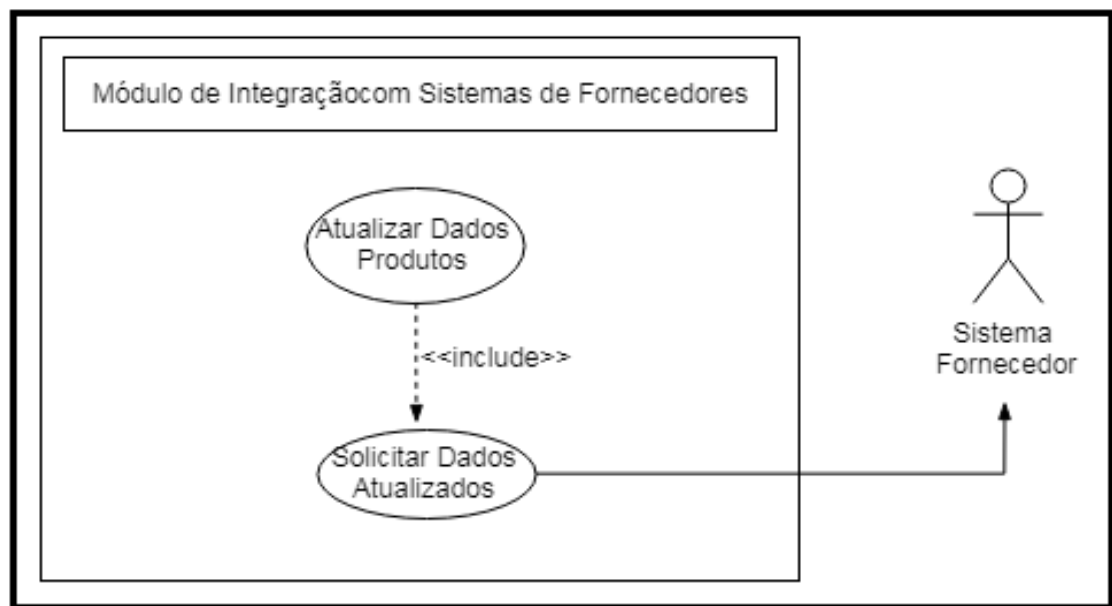 Módulo de Integraçãocom Sistemas de Fornecedores
Atualizar Dados
Produtos
<<include>>
Solicitar Dados
Atualizados
Sistema
Fornecedor